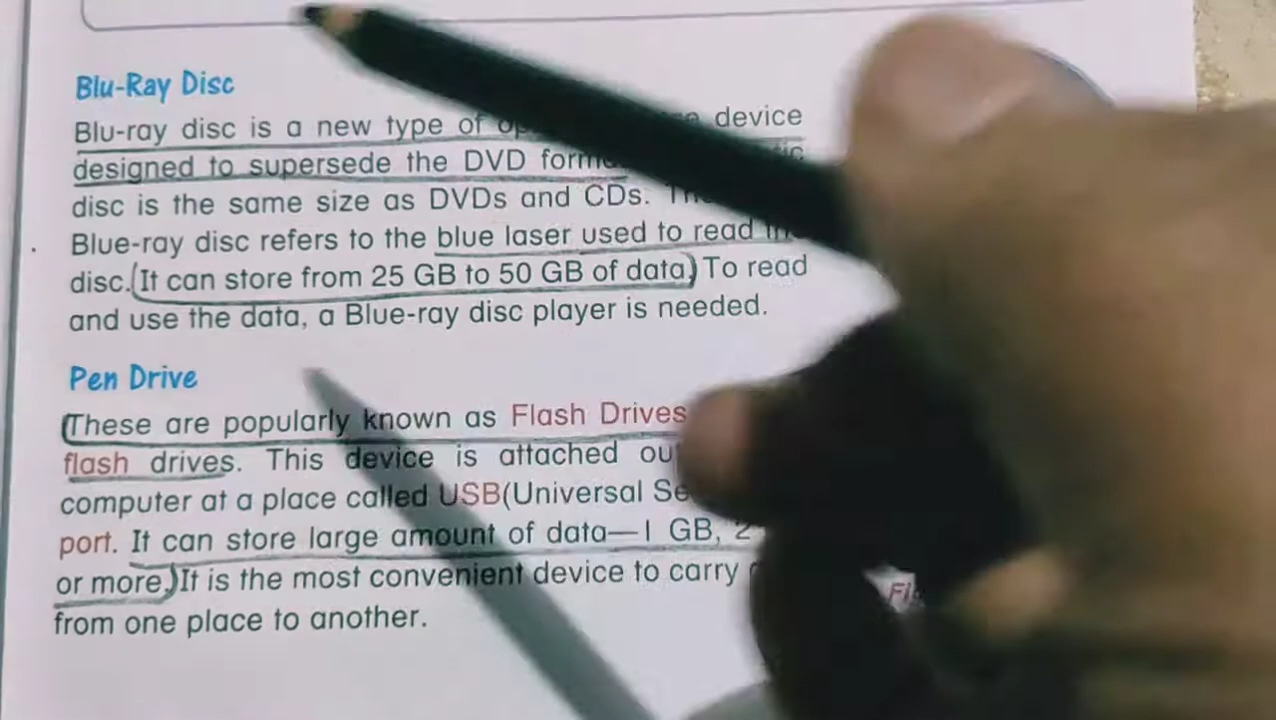 Blu-Ray Disc
Blu-ray disc is a new type of device
designed to supersede the DVD
disc is the same size as DVDs and CDs.
Blue-ray disc refers to the blue laser used to read
disc. It can store from 25 GB to 50 GB of data. To read
and use the data, a Blue-ray disc player is needed.
Pen Drive
These are popularly known as Flash Drives
flash drives. This device is attached
computer at a place called USB(Universal
port. It can store large amount of data—1 GB, 2
or more. It is the most convenient device to carry
from one place to another.